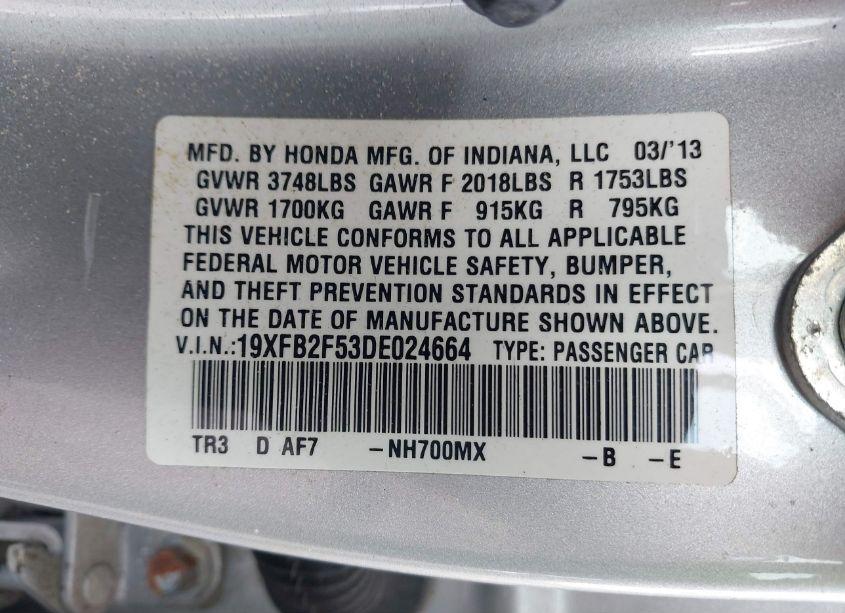 MFD. BY HONDA MFG. OF INDIANA, LLC 03/'13
GVWR 3748LBS GAWR F 2018LBS R 1753LBS
GVWR 1700KG GAWR F 915KG R 795KG
THIS VEHICLE CONFORMS TO ALL APPLICABLE
FEDERAL MOTOR VEHICLE SAFETY, BUMPER,
AND THEFT PREVENTION STANDARDS IN EFFECT
ON THE DATE OF MANUFACTURE SHOWN ABOVE.
V.I.N.:19XFB2F53DE024664 TYPE: PASSENGER CAR
TR3 D AF7 -NH700MX -B -E